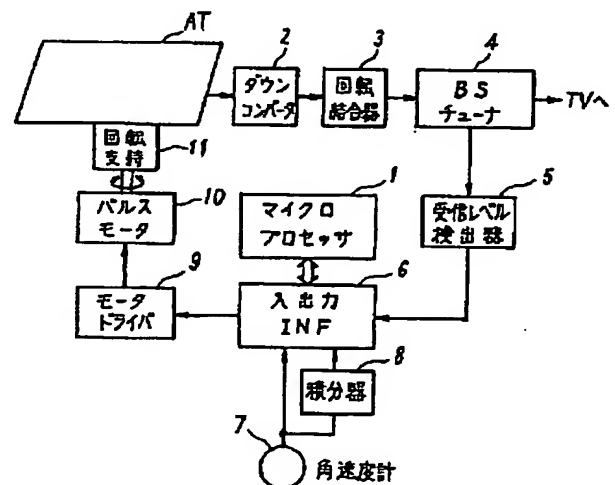 AT
2
ダウン
コンバータ
3
回転
結合器
4
BS
チューナ
TVへ
回転
支持
11
パルス
モータ
10
1
マイクロ
プロセッサ
5
受信レベル
検出器
9
モータ
ドライバ
6
入出力
INF
8
積分器
7
角速度計